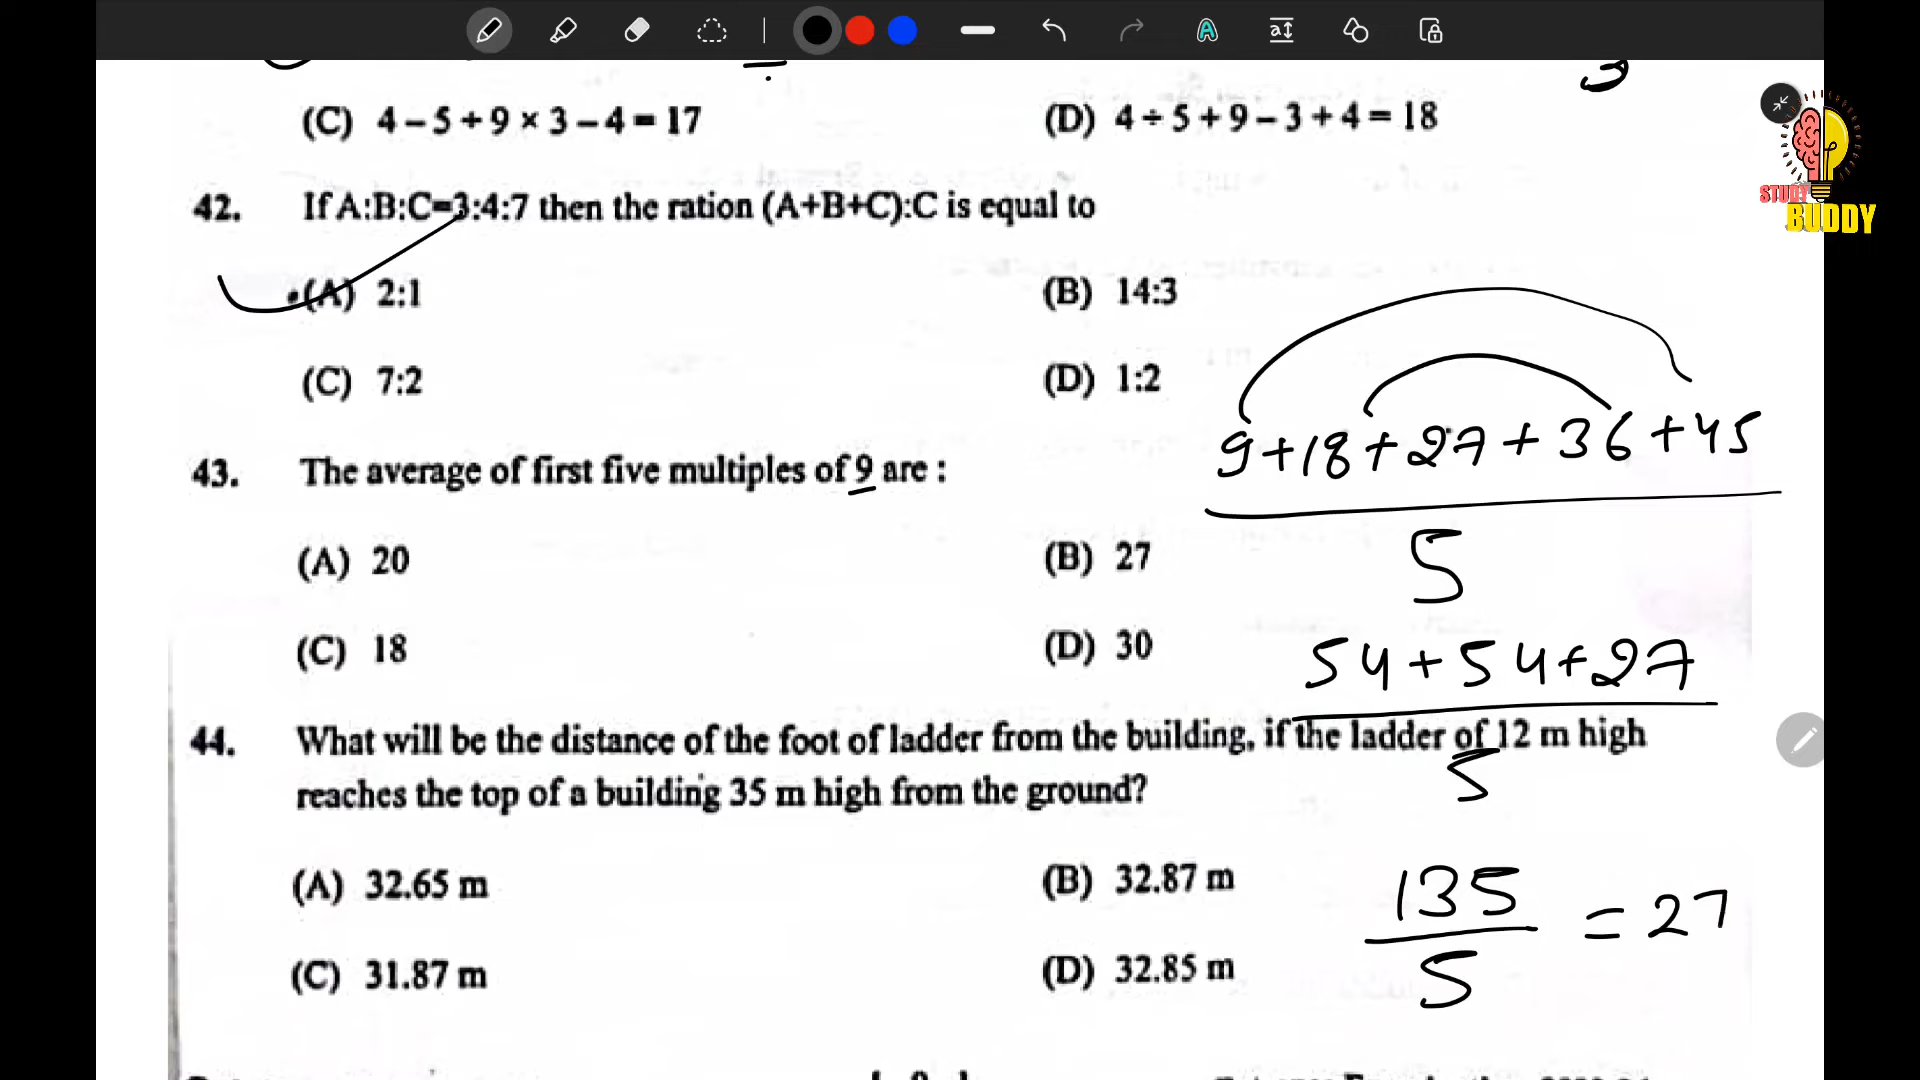 (C) 4 – 5 + 9 × 3 – 4 = 17
(D) 4 ÷ 5 + 9 – 3 + 4 = 18
42. If A:B:C=3:4:7 then the ration (A+B+C):C is equal to
(A) 2:1
(B) 14:3
(C) 7:2
(D) 1:2
9+18+27+36+45
5
43. The average of first five multiples of 9 are :
(A) 20
(B) 27
(C) 18
(D) 30
54+54+27
5
44. What will be the distance of the foot of ladder from the building, if the ladder of 12 m high
reaches the top of a building 35 m high from the ground?
(A) 32.65 m
(B) 32.87 m
(C) 31.87 m
(D) 32.85 m
135
5
= 27
STUDY
BUDDY